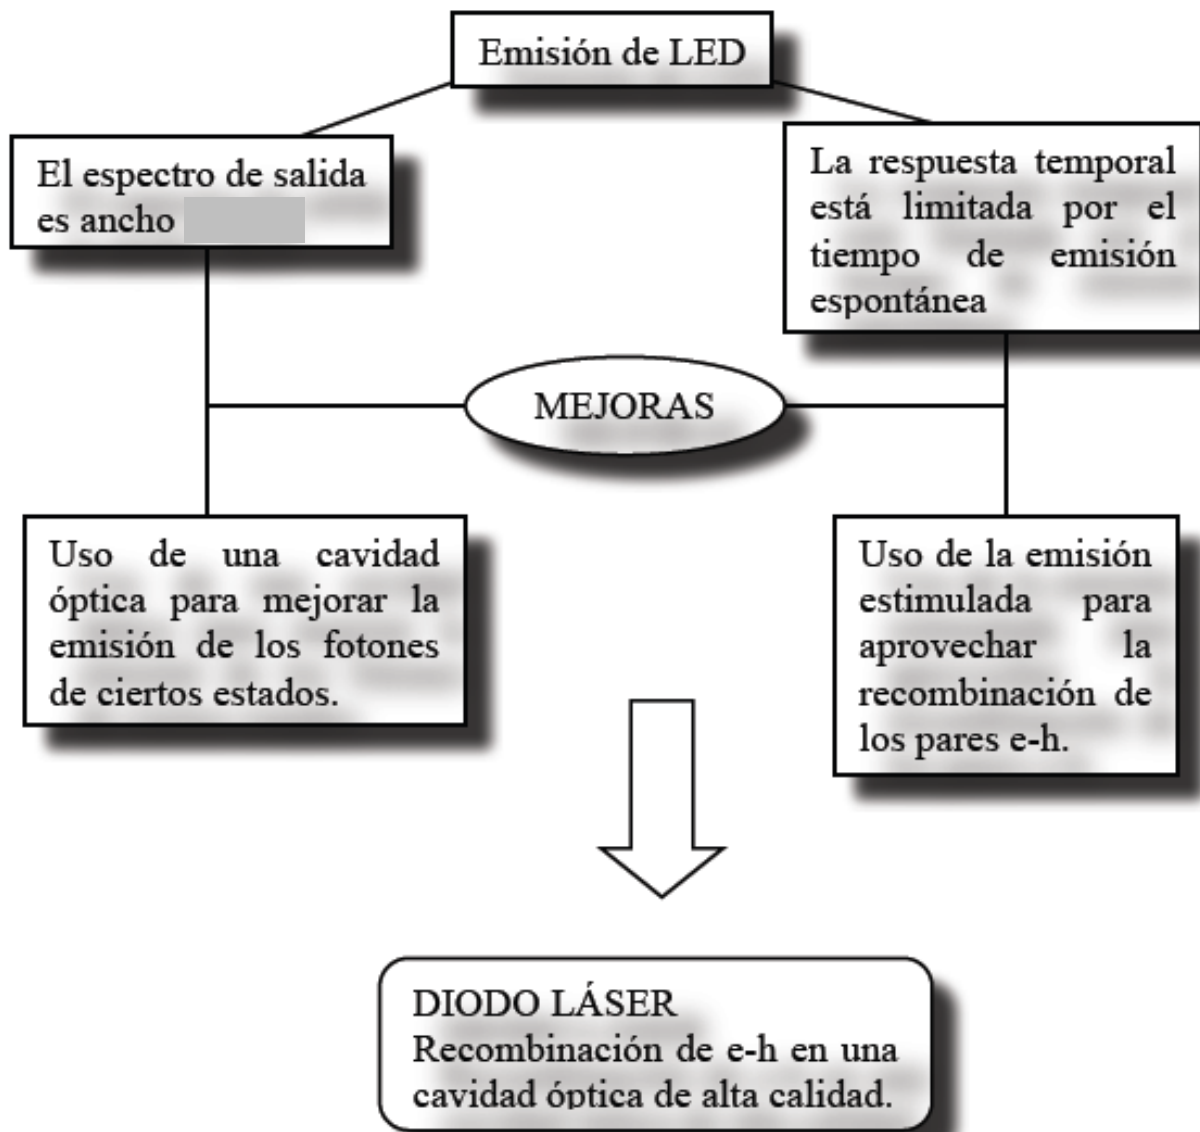 Emisión de LED
El espectro de salida
es ancho
La respuesta temporal
está limitada por el
tiempo de emisión
espontánea
MEJORAS
Uso de una cavidad
óptica para mejorar la
emisión de los fotones
de ciertos estados.
Uso de la emisión
estimulada para
aprovechar la
recombinación de
los pares e-h.
DIODO LÁSER
Recombinación de e-h en una
cavidad óptica de alta calidad.